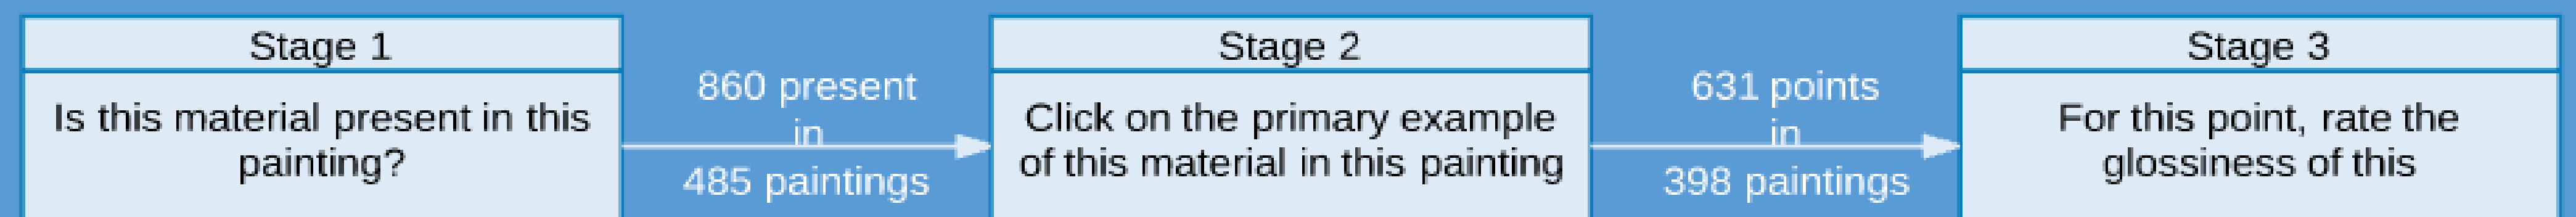 Stage 1
Is this material present in this
painting?
860 present
in
485 paintings
Stage 2
Click on the primary example
of this material in this painting
631 points
in
398 paintings
Stage 3
For this point, rate the
glossiness of this